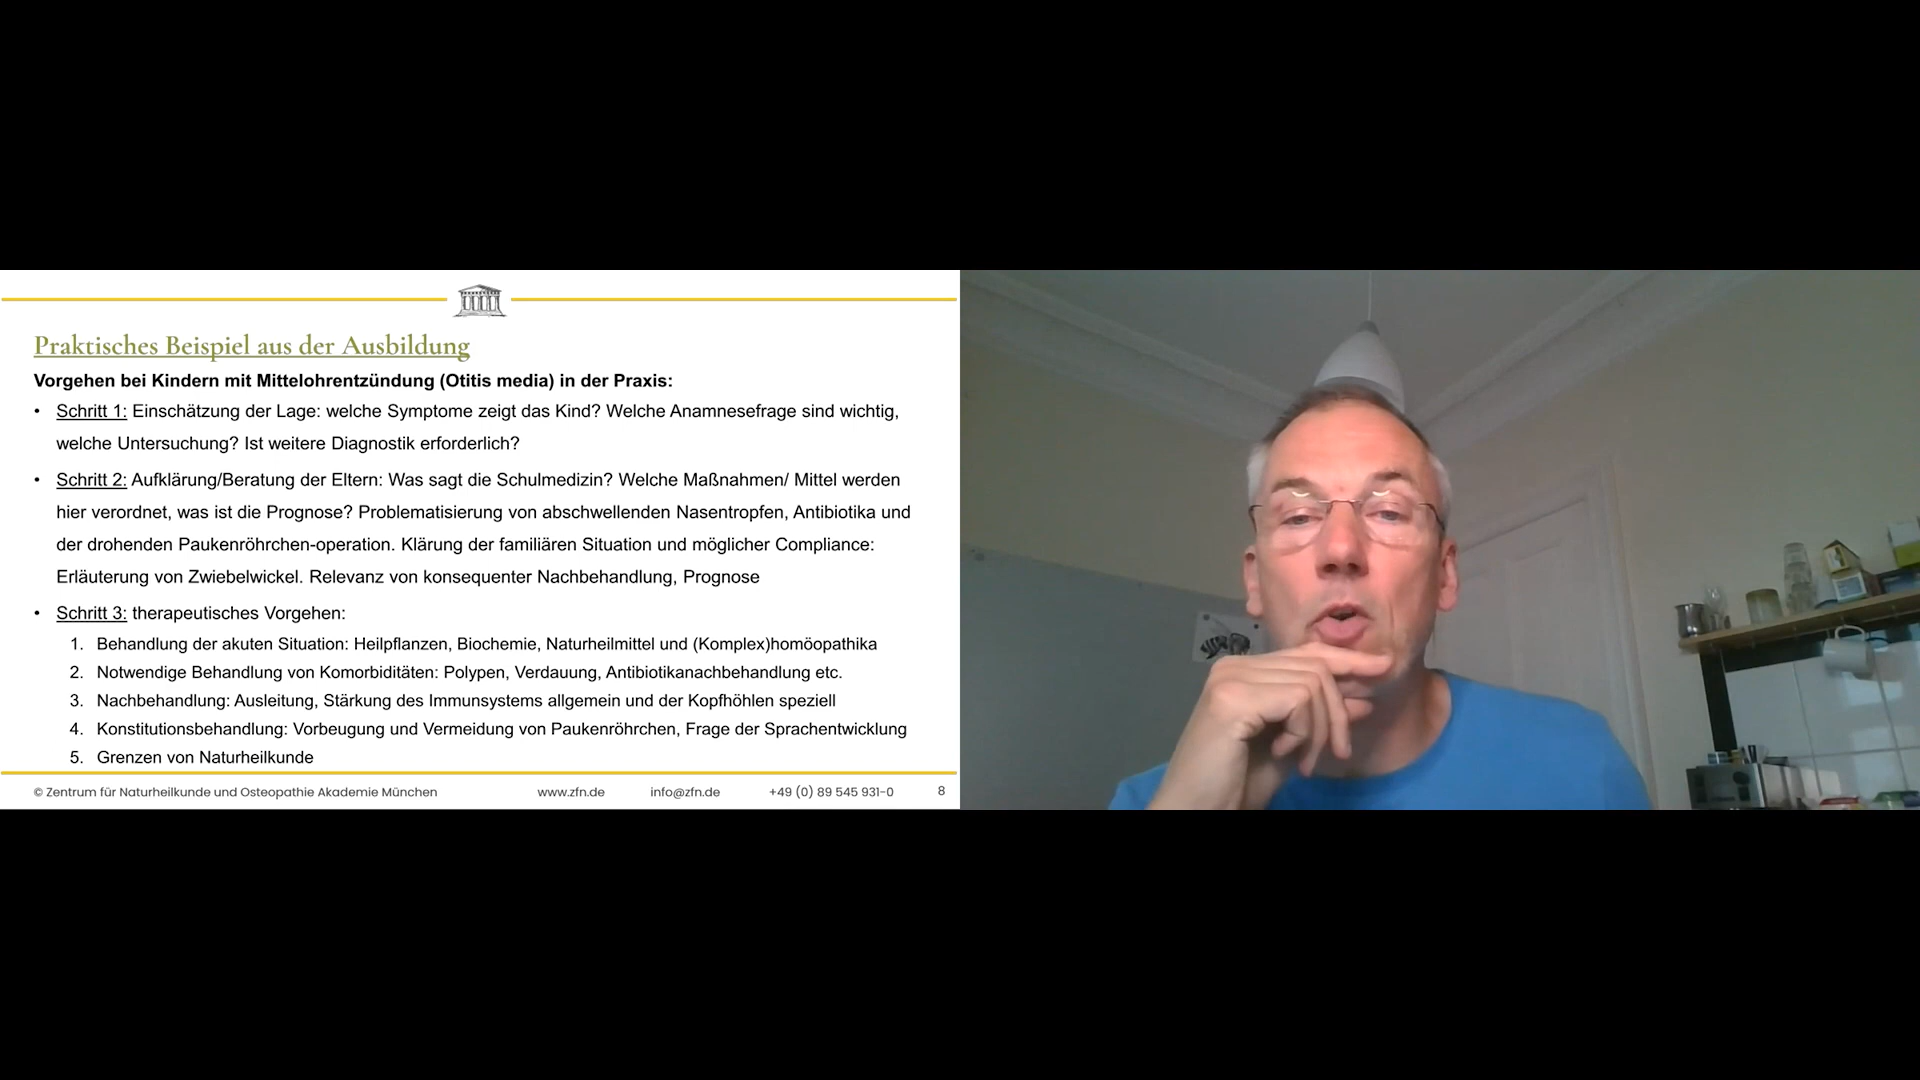 Praktisches Beispiel aus der Ausbildung
Vorgehen bei Kindern mit Mittelohrentzündung (Otitis media) in der Praxis:
• Schritt 1: Einschätzung der Lage: welche Symptome zeigt das Kind? Welche Anamnesefrage sind wichtig,
welche Untersuchung? Ist weitere Diagnostik erforderlich?
• Schritt 2: Aufklärung/Beratung der Eltern: Was sagt die Schulmedizin? Welche Maßnahmen/ Mittel werden
hier verordnet, was ist die Prognose? Problematisierung von abschwellenden Nasentropfen, Antibiotika und
der drohenden Paukenröhrchen-operation. Klärung der familiären Situation und möglicher Compliance:
Erläuterung von Zwiebelwickel. Relevanz von konsequenter Nachbehandlung, Prognose
• Schritt 3: therapeutisches Vorgehen:
1. Behandlung der akuten Situation: Heilpflanzen, Biochemie, Naturheilmittel und (Komplex)homöopathika
2. Notwendige Behandlung von Komorbiditäten: Polypen, Verdauung, Antibiotikanachbehandlung etc.
3. Nachbehandlung: Ausleitung, Stärkung des Immunsystems allgemein und der Kopfhöhlen speziell
4. Konstitutionsbehandlung: Vorbeugung und Vermeidung von Paukenröhrchen, Frage der Sprachentwicklung
5. Grenzen von Naturheilkunde
© Zentrum für Naturheilkunde und Osteopathie Akademie München www.zfn.de info@zfn.de +49 (0) 89 545 931-0 8